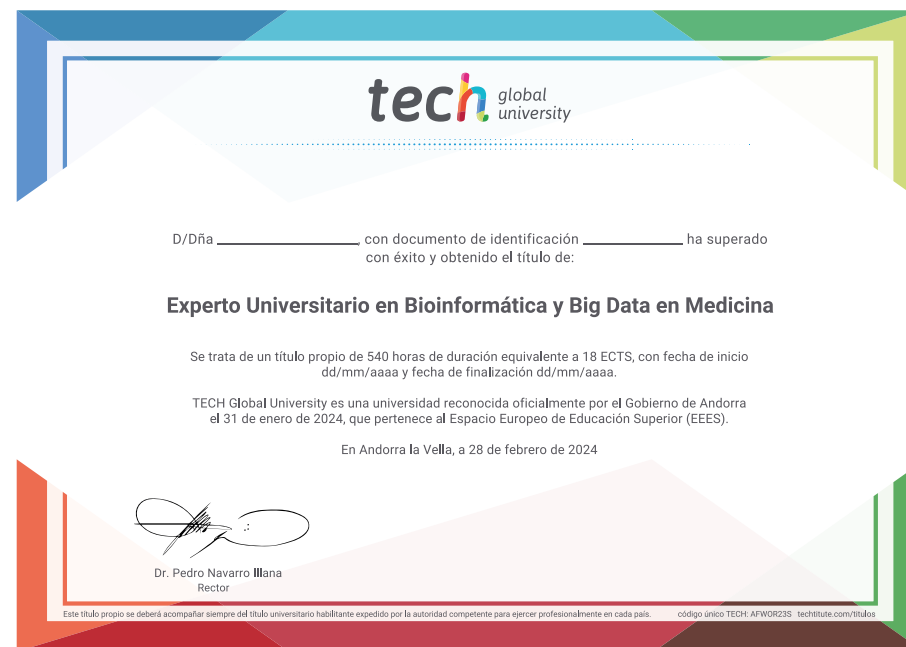 tech global university
D/Dña ____________________, con documento de identificación ______________ ha superado
con éxito y obtenido el título de:
Experto Universitario en Bioinformática y Big Data en Medicina
Se trata de un título propio de 540 horas de duración equivalente a 18 ECTS, con fecha de inicio
dd/mm/aaaa y fecha de finalización dd/mm/aaaa.
TECH Global University es una universidad reconocida oficialmente por el Gobierno de Andorra
el 31 de enero de 2024, que pertenece al Espacio Europeo de Educación Superior (EEES).
En Andorra la Vella, a 28 de febrero de 2024
Dr. Pedro Navarro Illana
Rector
Este título propio se deberá acompañar siempre del título universitario habilitante expedido por la autoridad competente para ejercer profesionalmente en cada país. código único TECH: AFWOR23S techtitute.com/titulos